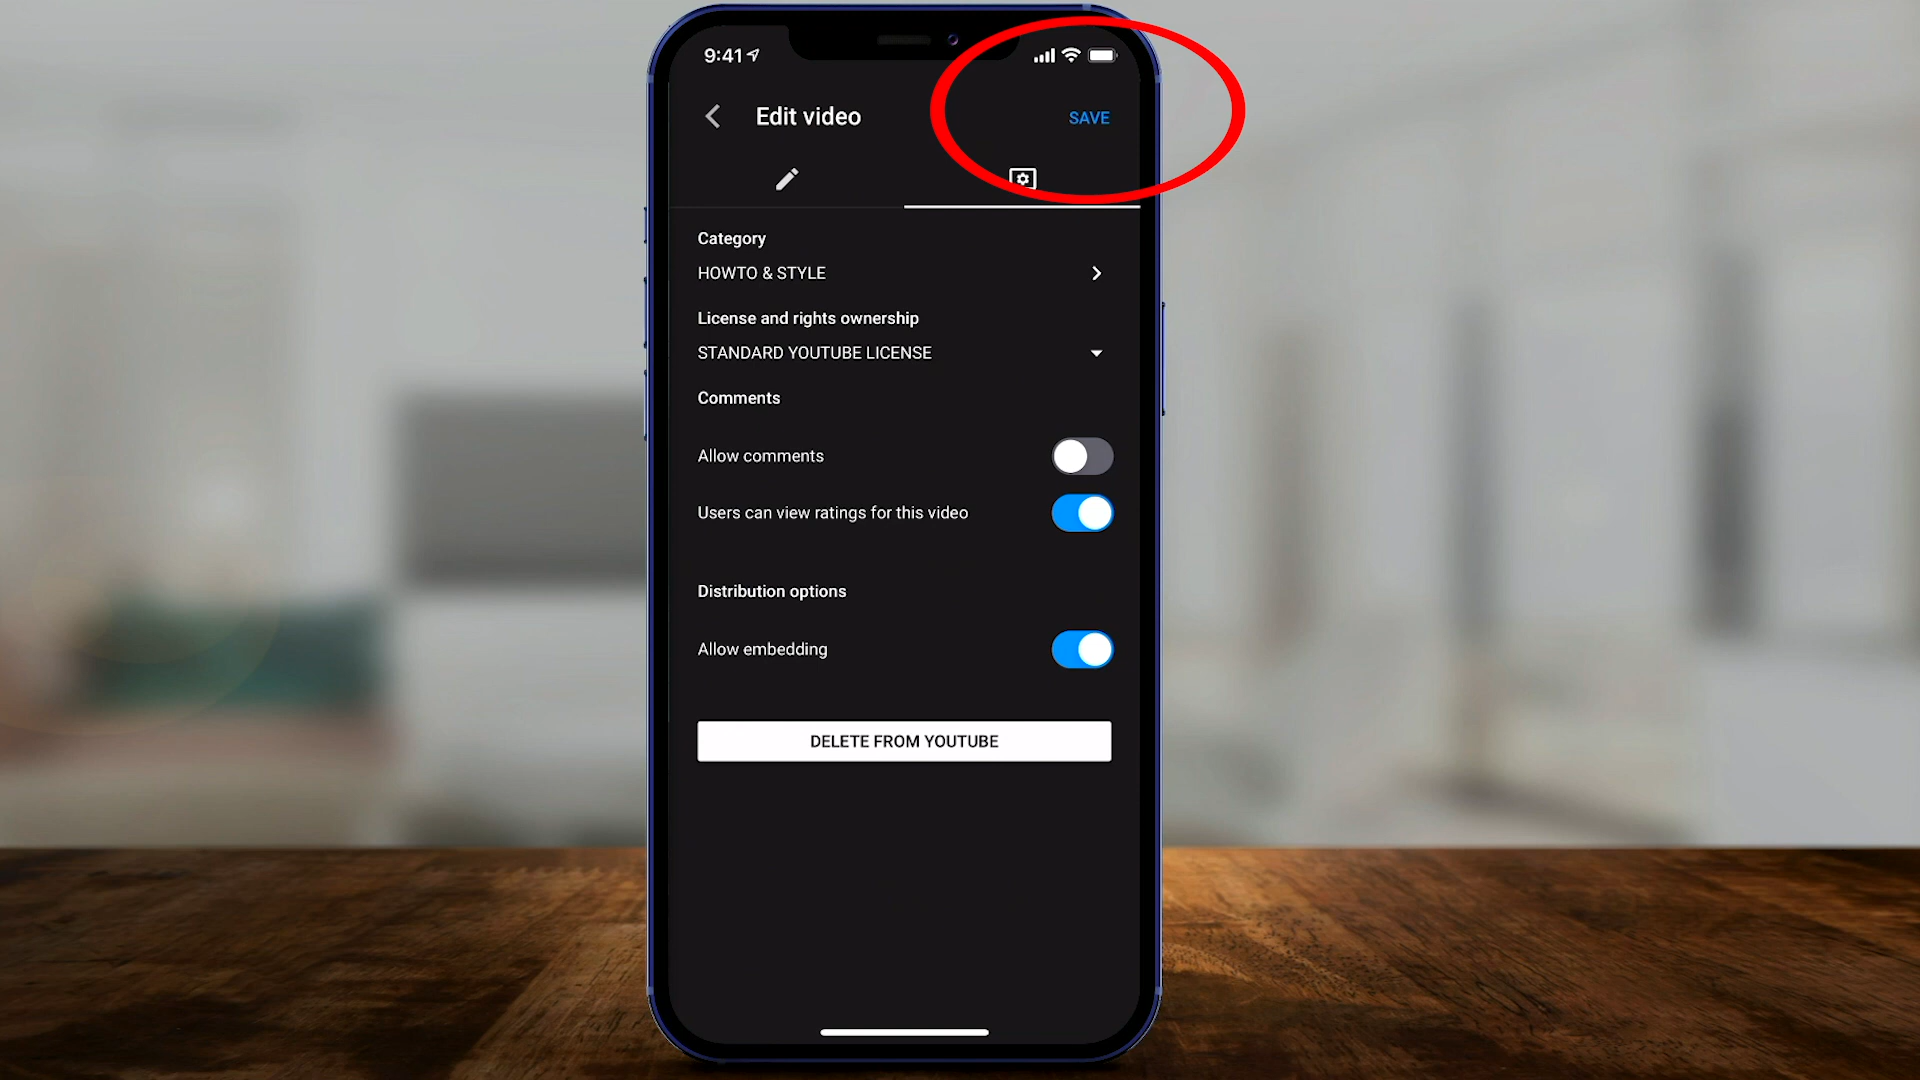 9:41
Edit video
SAVE
Category
HOWTO & STYLE
License and rights ownership
STANDARD YOUTUBE LICENSE
Comments
Allow comments
Users can view ratings for this video
Distribution options
Allow embedding
DELETE FROM YOUTUBE